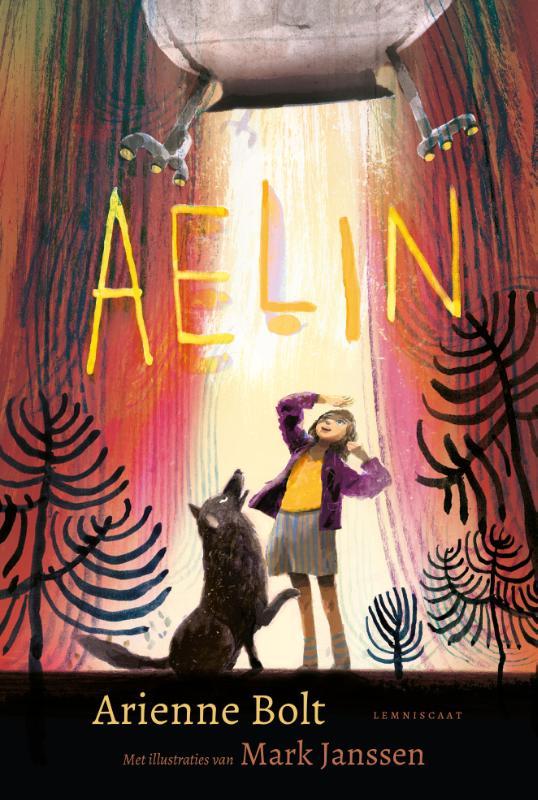 AELIN
Arienne Bolt
LEMNISCAAT
Met illustraties van Mark Janssen